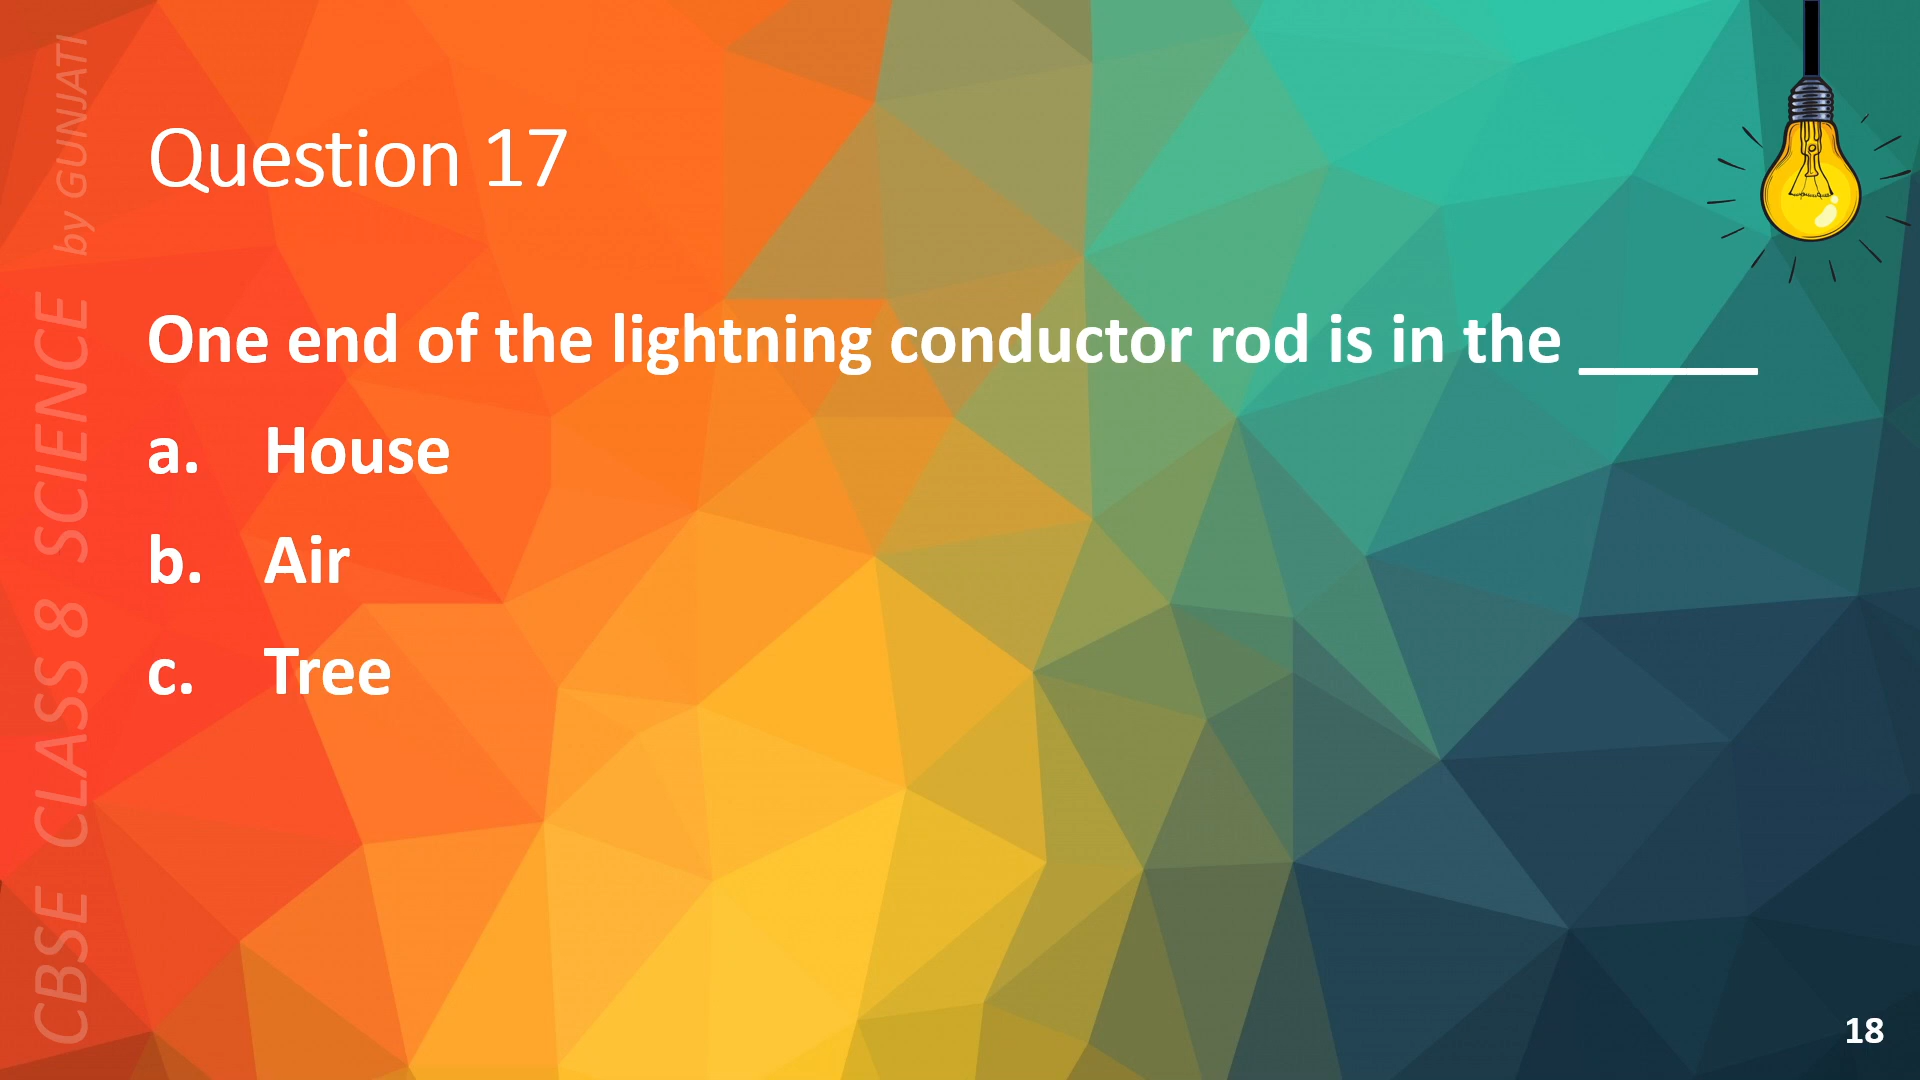 CBSE CLASS 8 SCIENCE by GUNJATI
Question 17
One end of the lightning conductor rod is in the ______
a. House
b. Air
c. Tree
18